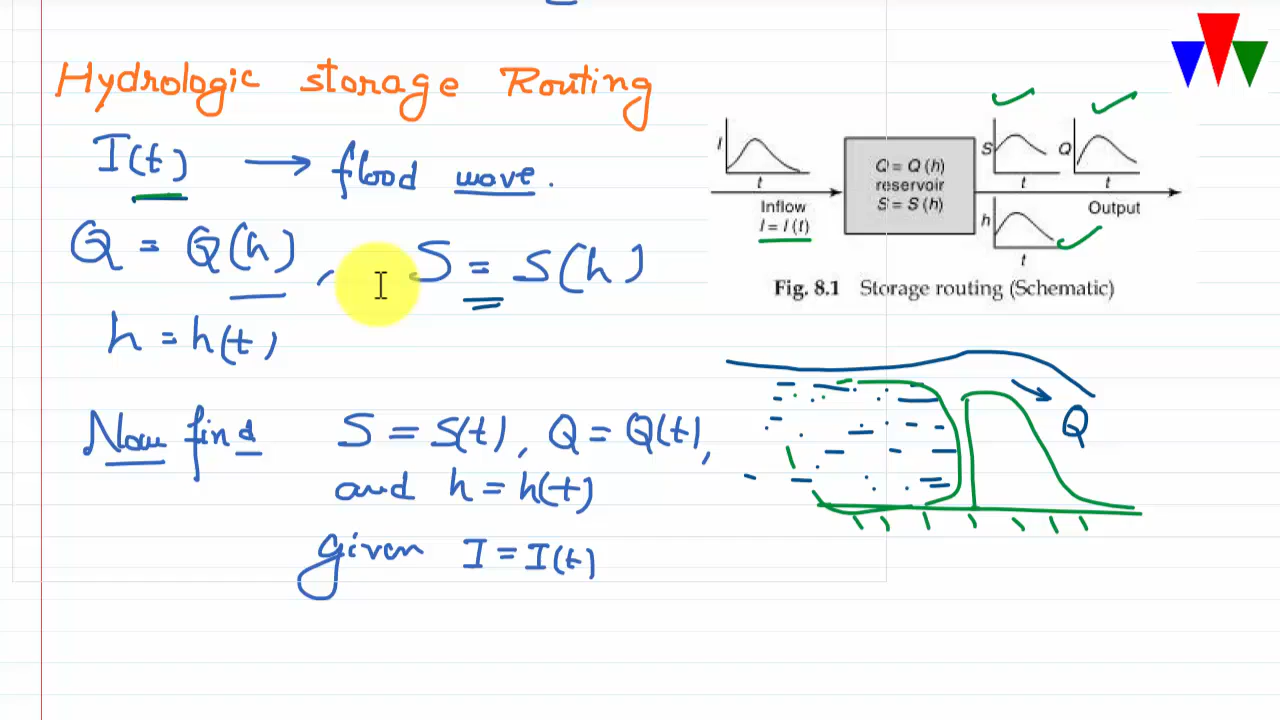 Hydrologic storage Routing
I(t) → flood wave.
Q = Q(h), S = S(h)
h = h(t)
Now find S = S(t), Q = Q(t),
and h = h(t)
given I = I(t)
I
t
Inflow
I = I(t)
Q = Q (h)
reservoir
S = S (h)
S
t
Q
t
h
t
Output
Fig. 8.1 Storage routing (Schematic)
Q